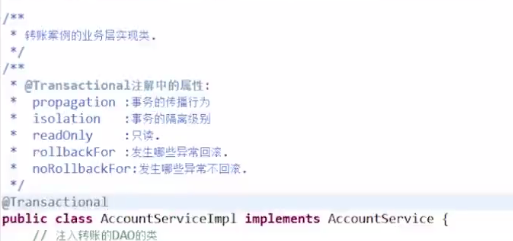 /**
 * 转账案例的业务层实现类.
 */
/**
 * @Transactional注解中的属性:
 * propagation :事务的传播行为
 * isolation :事务的隔离级别
 * readOnly :只读.
 * rollbackFor :发生哪些异常回滚.
 * noRollbackFor:发生哪些异常不回滚.
 */
@Transactional
public class AccountServiceImpl implements AccountService {
// 注入转账的DAO的类